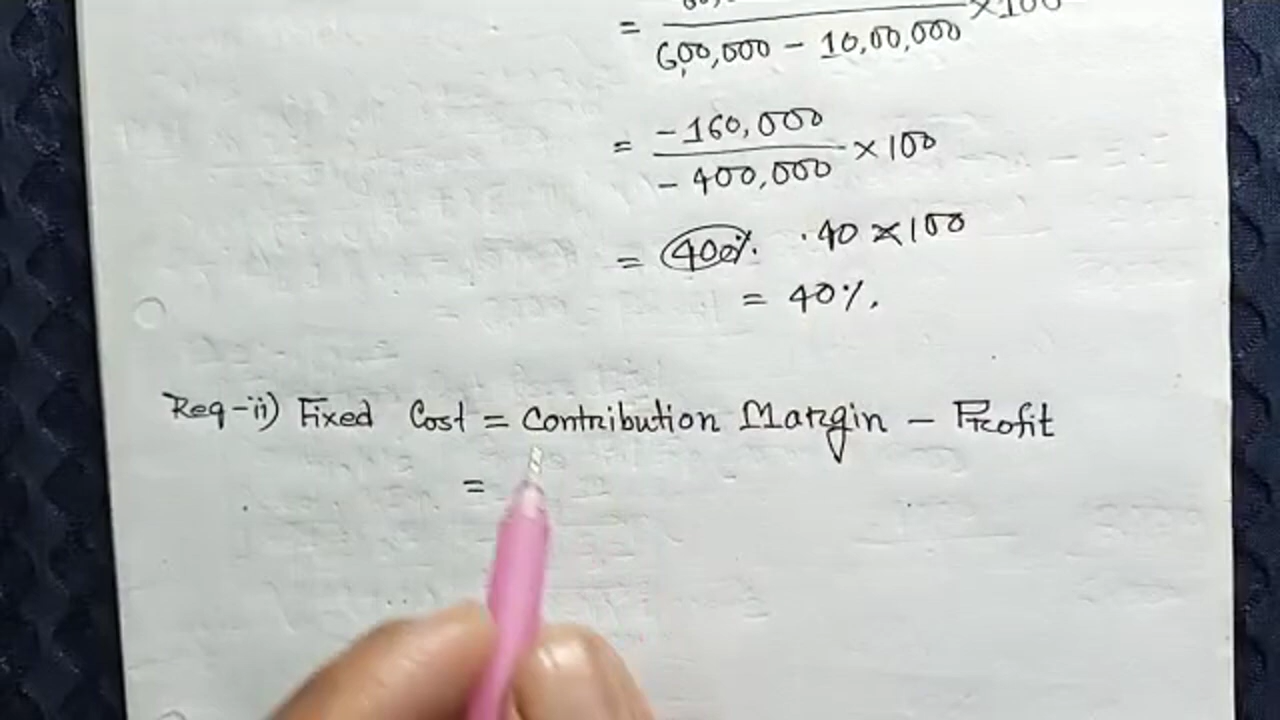 = ×100
600,000 - 10,00,000
= -160,000 / -400,000 × 100
= 400%. .40 × 100
= 40%.
Req-ii) Fixed Cost = Contribution Margin - Profit
=